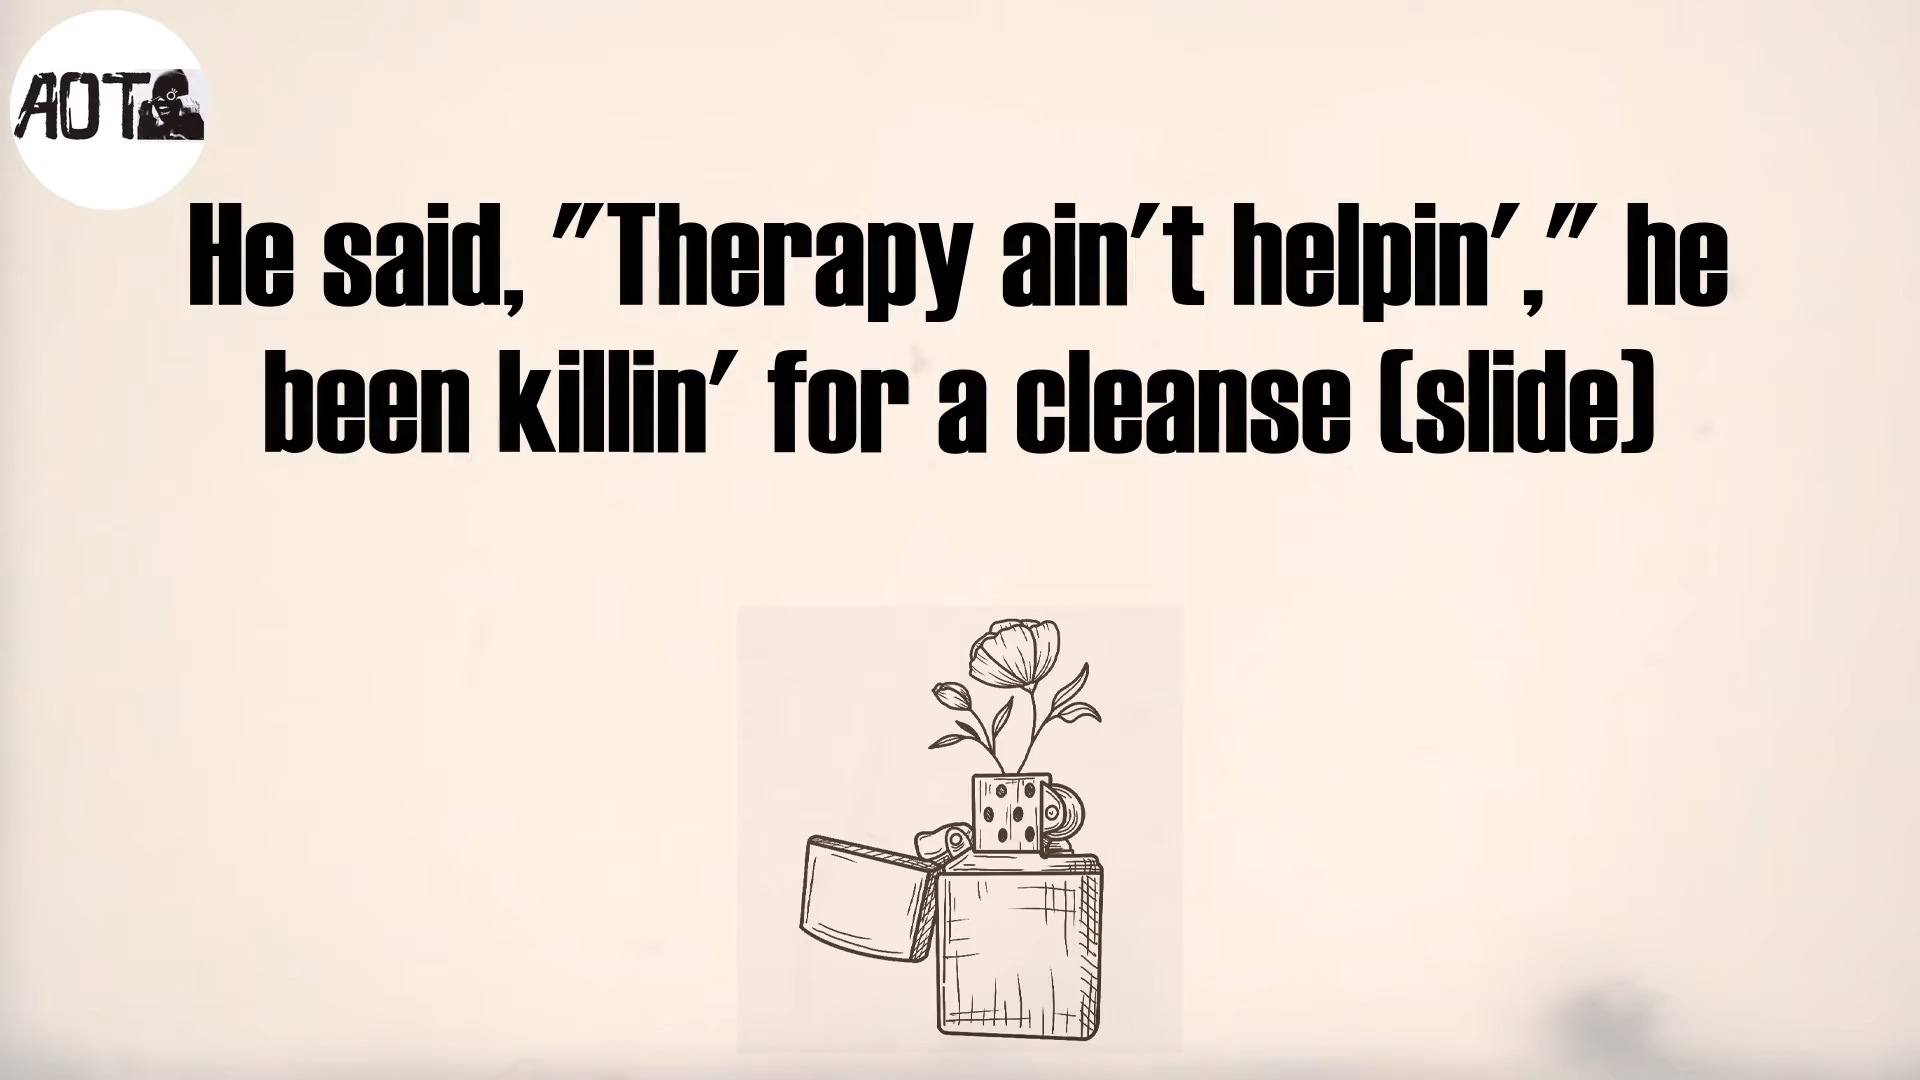 AOT
He said, "Therapy ain't helpin'," he
been killin' for a cleanse (slide)